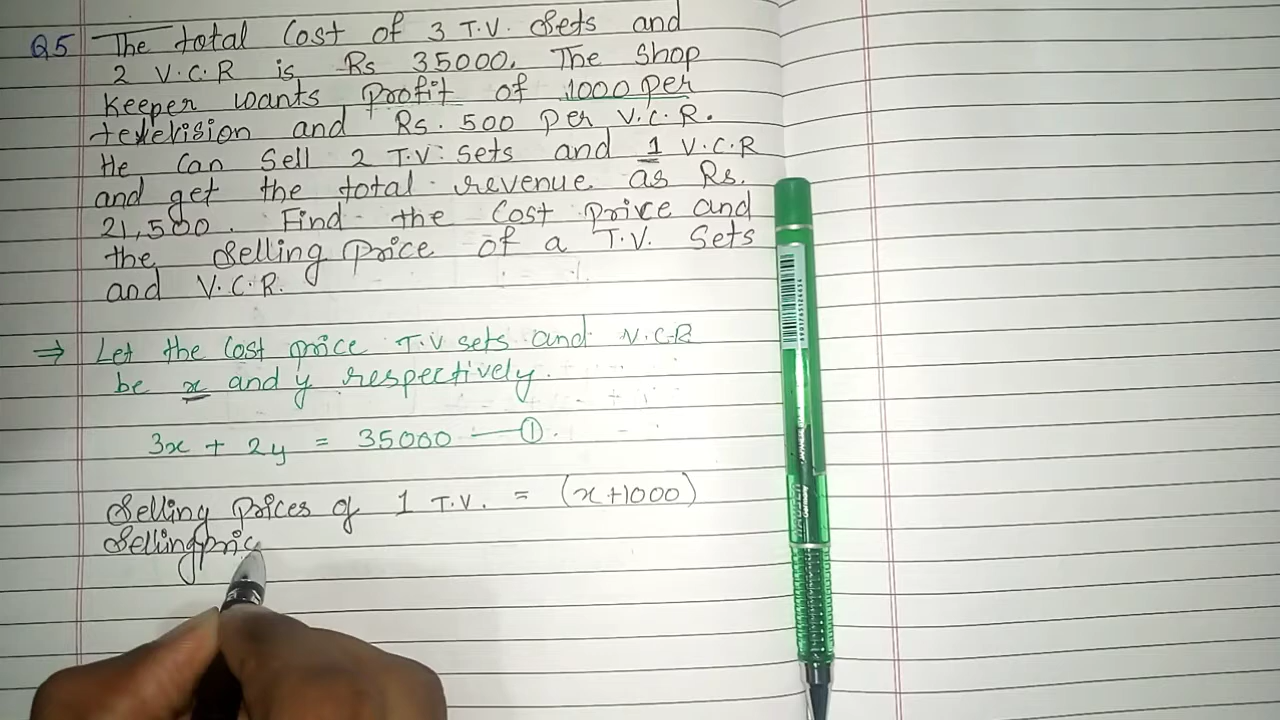 Q5 The total Cost of 3 T.V. Sets and
2 V.C.R is Rs 35000. The Shop
Keeper wants Profit of 1000 per
television and Rs. 500 Per V.C.R.
He Can Sell 2 T.V. Sets and 1 V.C.R
and get the total revenue as Rs.
21,500. Find the Cost price and
the Selling Price of a T.V. Sets
and V.C.R.
⇒ Let the Cost price T.V sets and V.C.R
be x and y respectively.
3x + 2y = 35000 — ①.
Selling Prices of 1 T.V. = (x+1000)
Selling pric